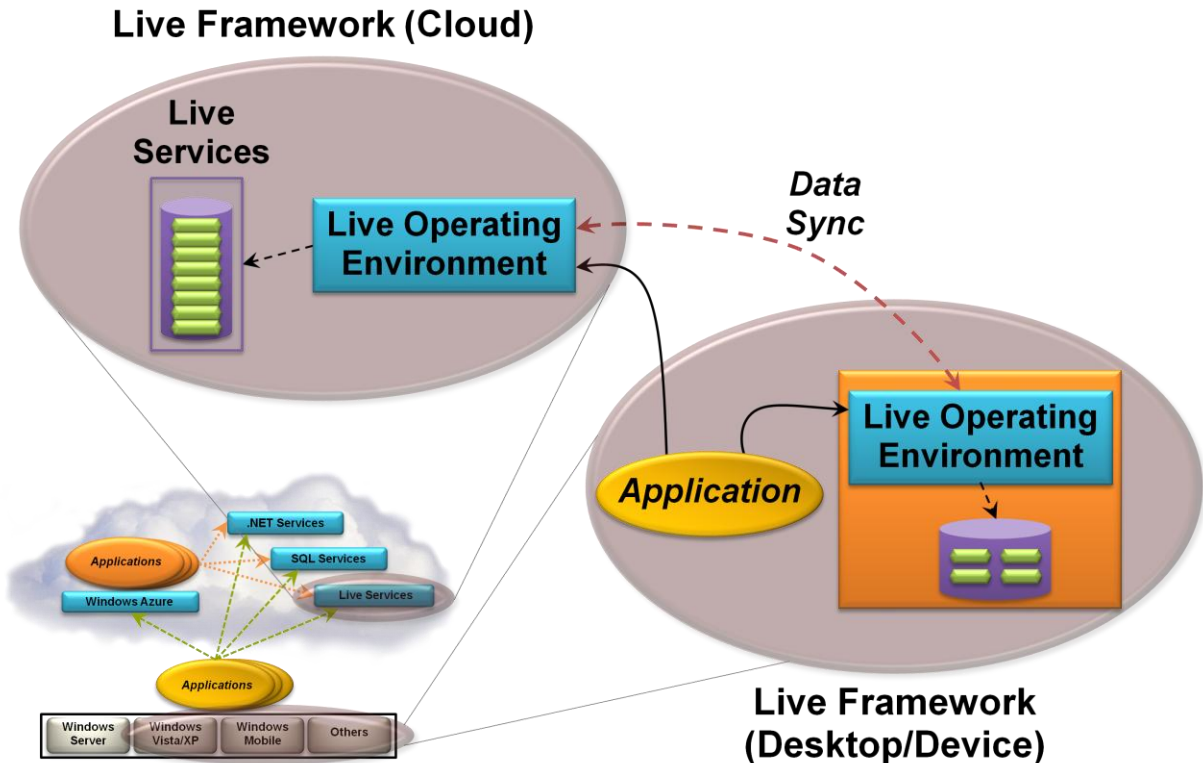 Live Framework (Cloud)
Live
Services
Live Operating
Environment
Data
Sync
Live Operating
Environment
Application
.NET Services
SQL Services
Applications
Live Services
Windows Azure
Applications
Windows
Server
Windows
Vista/XP
Windows
Mobile
Others
Live Framework
(Desktop/Device)